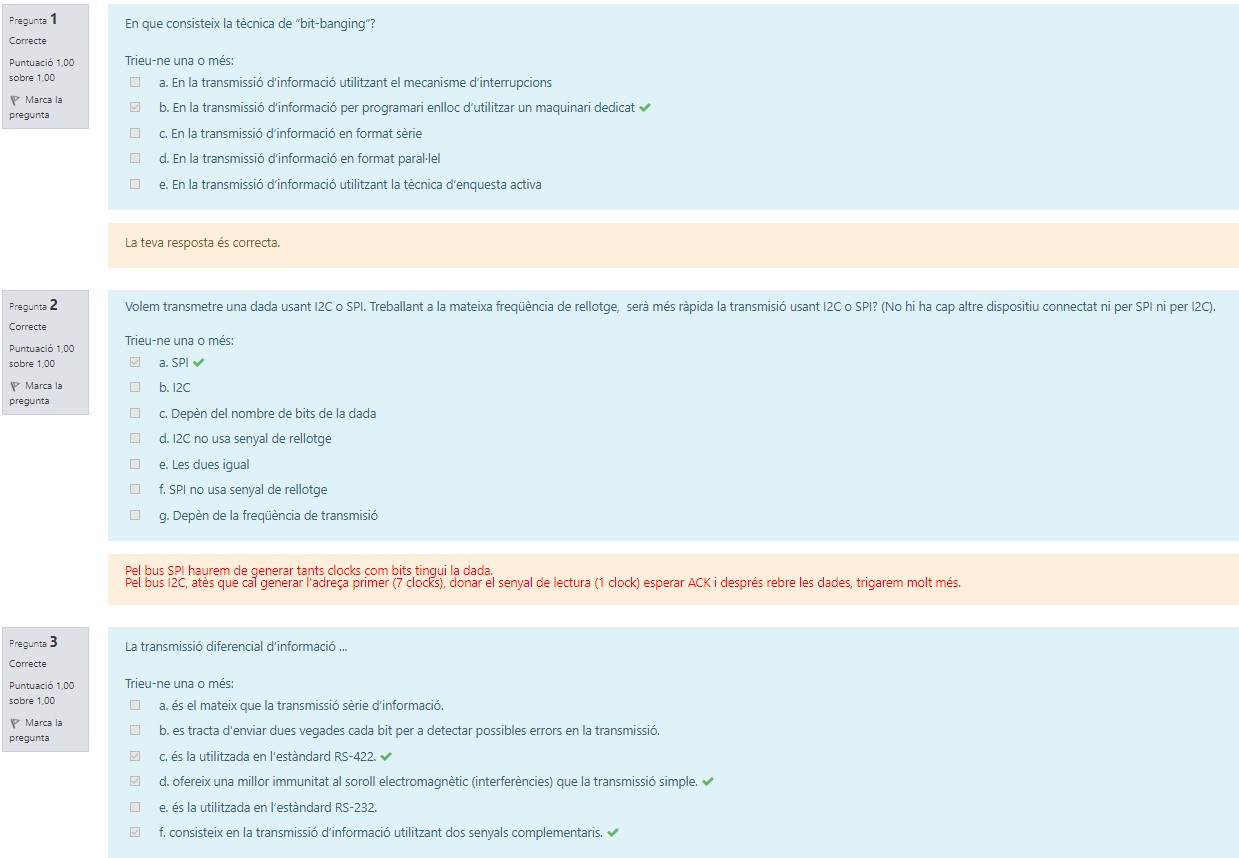 Pregunta 1
Correcte
Puntuació 1,00
sobre 1,00
Marca la
pregunta
En que consisteix la tècnica de “bit-banging”?
Trieu-ne una o més:
a. En la transmissió d’informació utilitzant el mecanisme d’interrupcions
b. En la transmissió d’informació per programari enlloc d’utilitzar un maquinari dedicat
c. En la transmissió d’informació en format sèrie
d. En la transmissió d’informació en format paral·lel
e. En la transmissió d’informació utilitzant la tècnica d’enquesta activa
La teva resposta és correcta.
Pregunta 2
Correcte
Puntuació 1,00
sobre 1,00
Marca la
pregunta
Volem transmetre una dada usant I2C o SPI. Treballant a la mateixa freqüència de rellotge, serà més ràpida la transmisió usant I2C o SPI? (No hi ha cap altre dispositiu connectat ni per SPI ni per I2C).
Trieu-ne una o més:
a. SPI
b. I2C
c. Depèn del nombre de bits de la dada
d. I2C no usa senyal de rellotge
e. Les dues igual
f. SPI no usa senyal de rellotge
g. Depèn de la freqüència de transmisió
Pel bus SPI haurem de generar tants clocks com bits tingui la dada.
Pel bus I2C, atès que cal generar l'adreça primer (7 clocks), donar el senyal de lectura (1 clock) esperar ACK i després rebre les dades, trigarem molt més.
Pregunta 3
Correcte
Puntuació 1,00
sobre 1,00
Marca la
pregunta
La transmissió diferencial d’informació ...
Trieu-ne una o més:
a. és el mateix que la transmissió sèrie d’informació.
b. es tracta d'enviar dues vegades cada bit per a detectar possibles errors en la transmissió.
c. és la utilitzada en l’estàndard RS-422.
d. ofereix una millor immunitat al soroll electromagnètic (interferències) que la transmissió simple.
e. és la utilitzada en l’estàndard RS-232.
f. consisteix en la transmissió d’informació utilitzant dos senyals complementaris.